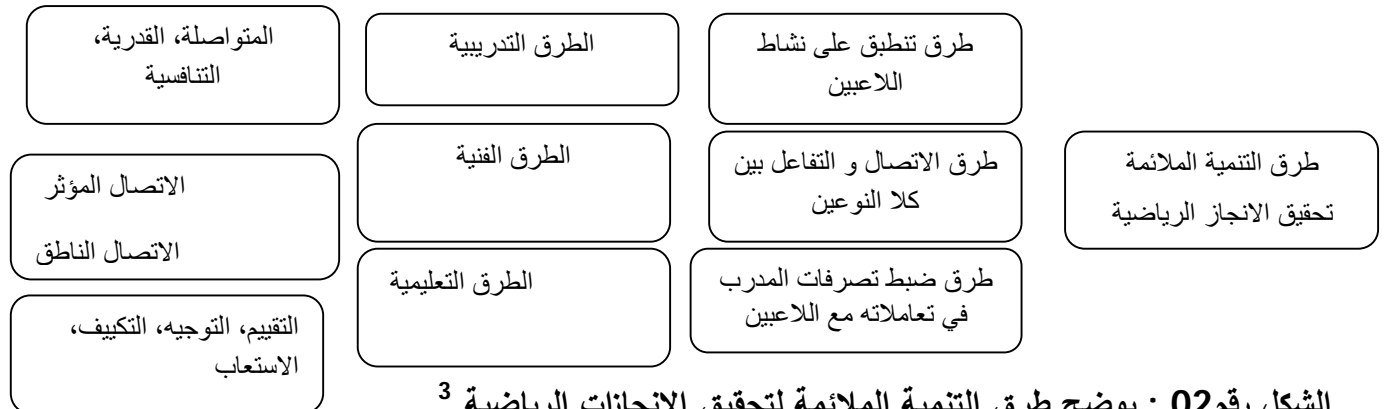 طرق التنمية الملائمة
تحقيق الانجاز الرياضية
طرق تنطبق على نشاط
اللاعبين
طرق الاتصال و التفاعل بين
كلا النوعين
طرق ضبط تصرفات المدرب
في تعاملاته مع اللاعبين
الطرق التدريبية
الطرق الفنية
الطرق التعليمية
المتواصلة، القدرية،
التنافسية
الاتصال المؤثر
الاتصال الناطق
التقييم، التوجيه، التكييف،
الاستعاب
الشكل رقم02 : يوضح طرق التنمية الملائمة لتحقيق الانجازات الرياضية 3